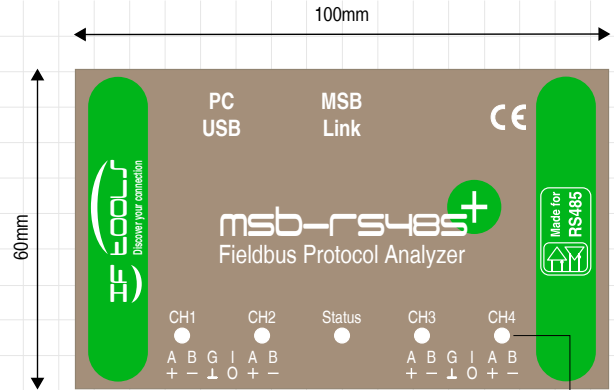 100mm
60mm
PC
USB
MSB
Link
CE
IF TOOLS
Discover your connection
msb-rs485+
Fieldbus Protocol Analyzer
Made for
RS485
CH1 CH2 Status CH3 CH4
A B G I A B A B G I A B
+ − ⊥ O + − + − ⊥ O + −